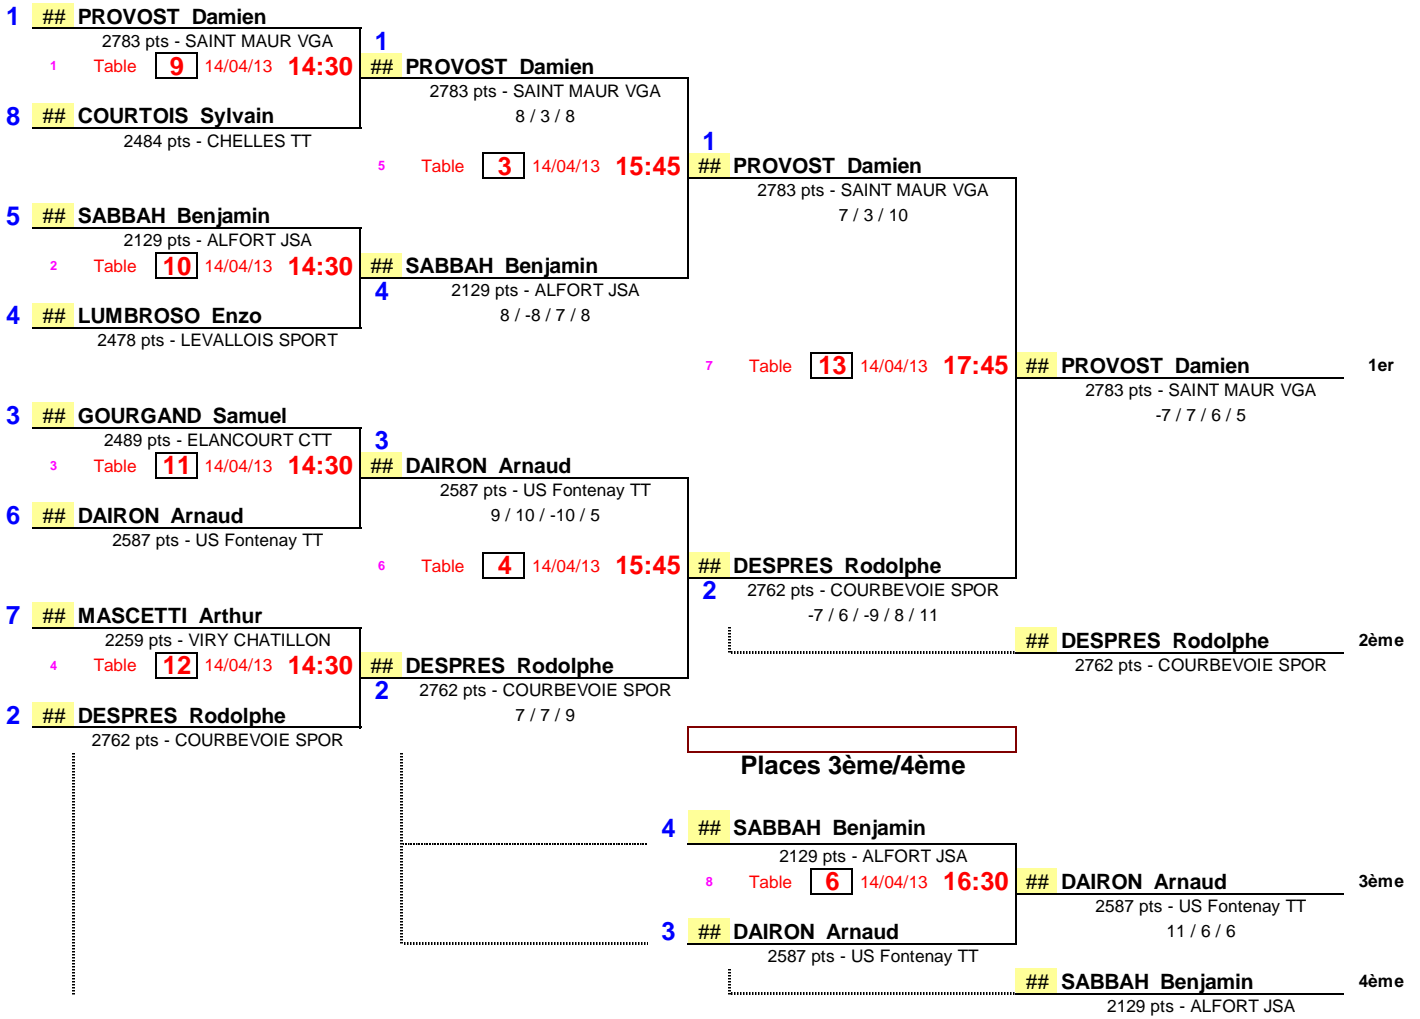 1 ## PROVOST Damien
2783 pts - SAINT MAUR VGA
1
1 Table 9 14/04/13 14:30 ## PROVOST Damien
2783 pts - SAINT MAUR VGA
8 ## COURTOIS Sylvain
8 / 3 / 8
2484 pts - CHELLES TT
1
5 Table 3 14/04/13 15:45 ## PROVOST Damien
2783 pts - SAINT MAUR VGA
5 ## SABBAH Benjamin
7 / 3 / 10
2129 pts - ALFORT JSA
2 Table 10 14/04/13 14:30 ## SABBAH Benjamin
4
2129 pts - ALFORT JSA
4 ## LUMBROSO Enzo
8 / -8 / 7 / 8
2478 pts - LEVALLOIS SPORT
7 Table 13 14/04/13 17:45 ## PROVOST Damien 1er
2783 pts - SAINT MAUR VGA
3 ## GOURGAND Samuel
-7 / 7 / 6 / 5
2489 pts - ELANCOURT CTT
3
3 Table 11 14/04/13 14:30 ## DAIRON Arnaud
2587 pts - US Fontenay TT
6 ## DAIRON Arnaud
9 / 10 / -10 / 5
2587 pts - US Fontenay TT
6 Table 4 14/04/13 15:45 ## DESPRES Rodolphe
2
2762 pts - COURBEVOIE SPOR
7 ## MASCETTI Arthur
-7 / 6 / -9 / 8 / 11
2259 pts - VIRY CHATILLON
## DESPRES Rodolphe 2ème
4 Table 12 14/04/13 14:30 ## DESPRES Rodolphe
2762 pts - COURBEVOIE SPOR
2
2762 pts - COURBEVOIE SPOR
2 ## DESPRES Rodolphe
7 / 7 / 9
2762 pts - COURBEVOIE SPOR
Places 3ème/4ème
4 ## SABBAH Benjamin
2129 pts - ALFORT JSA
8 Table 6 14/04/13 16:30 ## DAIRON Arnaud 3ème
2587 pts - US Fontenay TT
3 ## DAIRON Arnaud
11 / 6 / 6
2587 pts - US Fontenay TT
## SABBAH Benjamin 4ème
2129 pts - ALFORT JSA